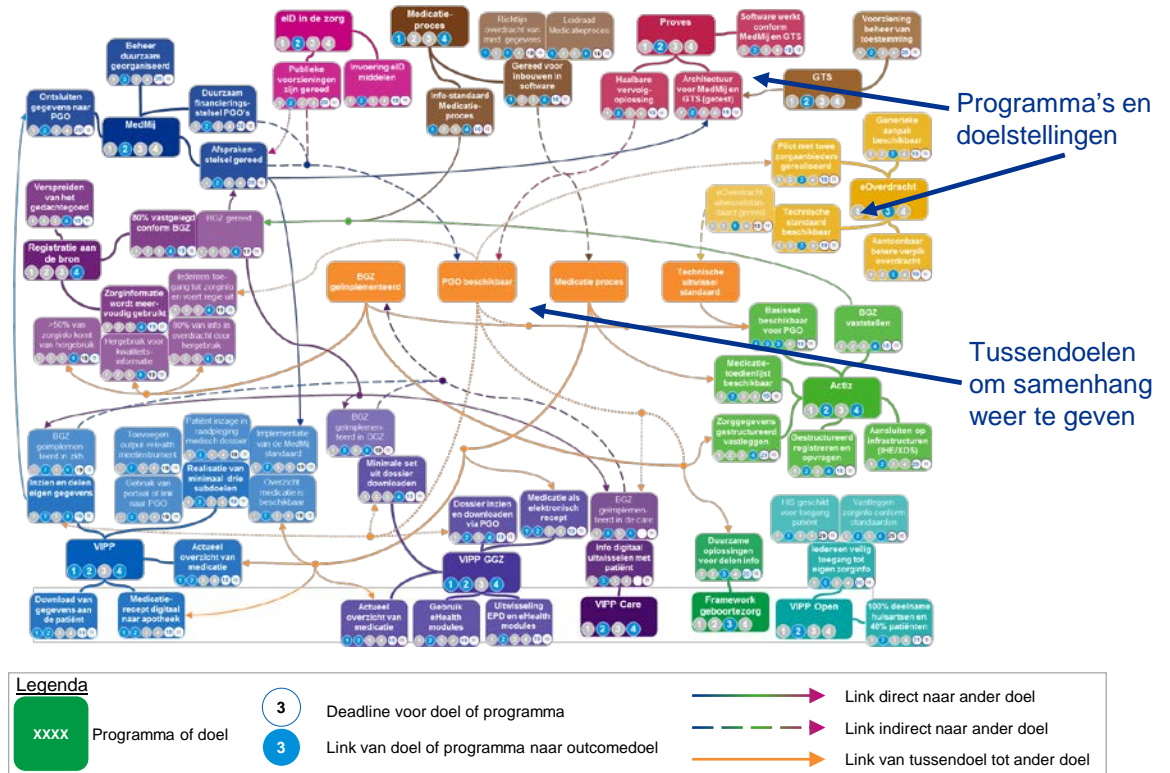 eID in de zorg
Medicatie-
proces
Richtlijn
overdracht van
med. gegevens
Leidraad
Medicatieproces
Proves
Software werkt
conform
MedMij en GTS
Voorziening
beheer van
toestemming
Beheer
duurzaam
georganiseerd
Publieke
voorzieningen
zijn gereed
Invoering eID
middelen
Gereed voor
inbouwen in
software
Haalbare
vervolg-
oplossing
Architectuur
voor MedMij en
GTS (getest)
GTS
Ontsluiten
gegevens naar
PGO
Duurzaam
financierings-
stelsel PGO's
Info-standaard
Medicatie-
proces
Programma's en
doelstellingen
MedMij
Afspraken-
stelsel gereed
Generieke
aanpak
beschikbaar
Pilot met twee
zorgaanbieders
gerealiseerd
Verspreiden
van het
gedachtegoed
eOverdracht
eOverdracht
uitwisselstan-
daard gereed
Technische
standaard
beschikbaar
80% vastgelegd
conform BGZ
BGZ gereed
Registratie aan
de bron
Aantoonbaar
betere verplk
overdracht
BGZ
geïmplementeerd
PGO beschikbaar
Medicatie proces
Technische
uitwissel
standaard
Iedereen toe-
gang tot zorginfo
en voert regie uit
Zorginformatie
wordt meer-
voudig gebruikt
Basisset
beschikbaar
voor PGO
BGZ
vaststellen
>50% van
zorginfo komt
van hergebruik
Hergebruik voor
kwaliteits-
informatie
80% van info in
overdracht door
hergebruik
Tussendoelen
om samenhang
weer te geven
Medicatie-
toedienlijst
beschikbaar
Actiz
BGZ
geïmplemen-
teerd in zkh
Toevoegen
output eHealth
meetinstrument
Patiënt inzage in
raadpleging
medisch dossier
Implementatie
van de MedMij
standaard
BGZ
geïmplemen-
teerd in GGZ
Zorggegevens
gestructureerd
vastleggen
Gestructureerd
registreren en
opvragen
Aansluiten op
infrastructuren
(IHE/XDS)
Inzien en delen
eigen gegevens
Gebruik van
portaal of link
naar PGO
Realisatie van
minimaal drie
subdoelen
Overzicht
medicatie is
beschikbaar
Minimale set
uit dossier
downloaden
Dossier inzien
en downloaden
via PGO
Medicatie als
elektronisch
recept
BGZ
geïmplemen-
teerd in de care
HIS geschikt
voor toegang
patiënt
Vastleggen
zorginfo conform
standaarden
VIPP
Actueel
overzicht van
medicatie
VIPP GGZ
Info digitaal
uitwisselen met
patiënt
Duurzame
oplossingen
voor delen info
Iedereen veilig
toegang tot
eigen zorginfo
Download van
gegevens aan
de patiënt
Medicatie-
recept digitaal
naar apotheek
Actueel
overzicht van
medicatie
Gebruik
eHealth
modules
Uitwisseling
EPD en eHealth
modules
VIPP Care
Framework
geboortezorg
VIPP Open
100% deelname
huisartsen en
40% patiënten
Legenda
XXXX
Programma of doel
3
Deadline voor doel of programma
3
Link van doel of programma naar outcomedoel
Link direct naar ander doel
Link indirect naar ander doel
Link van tussendoel tot ander doel